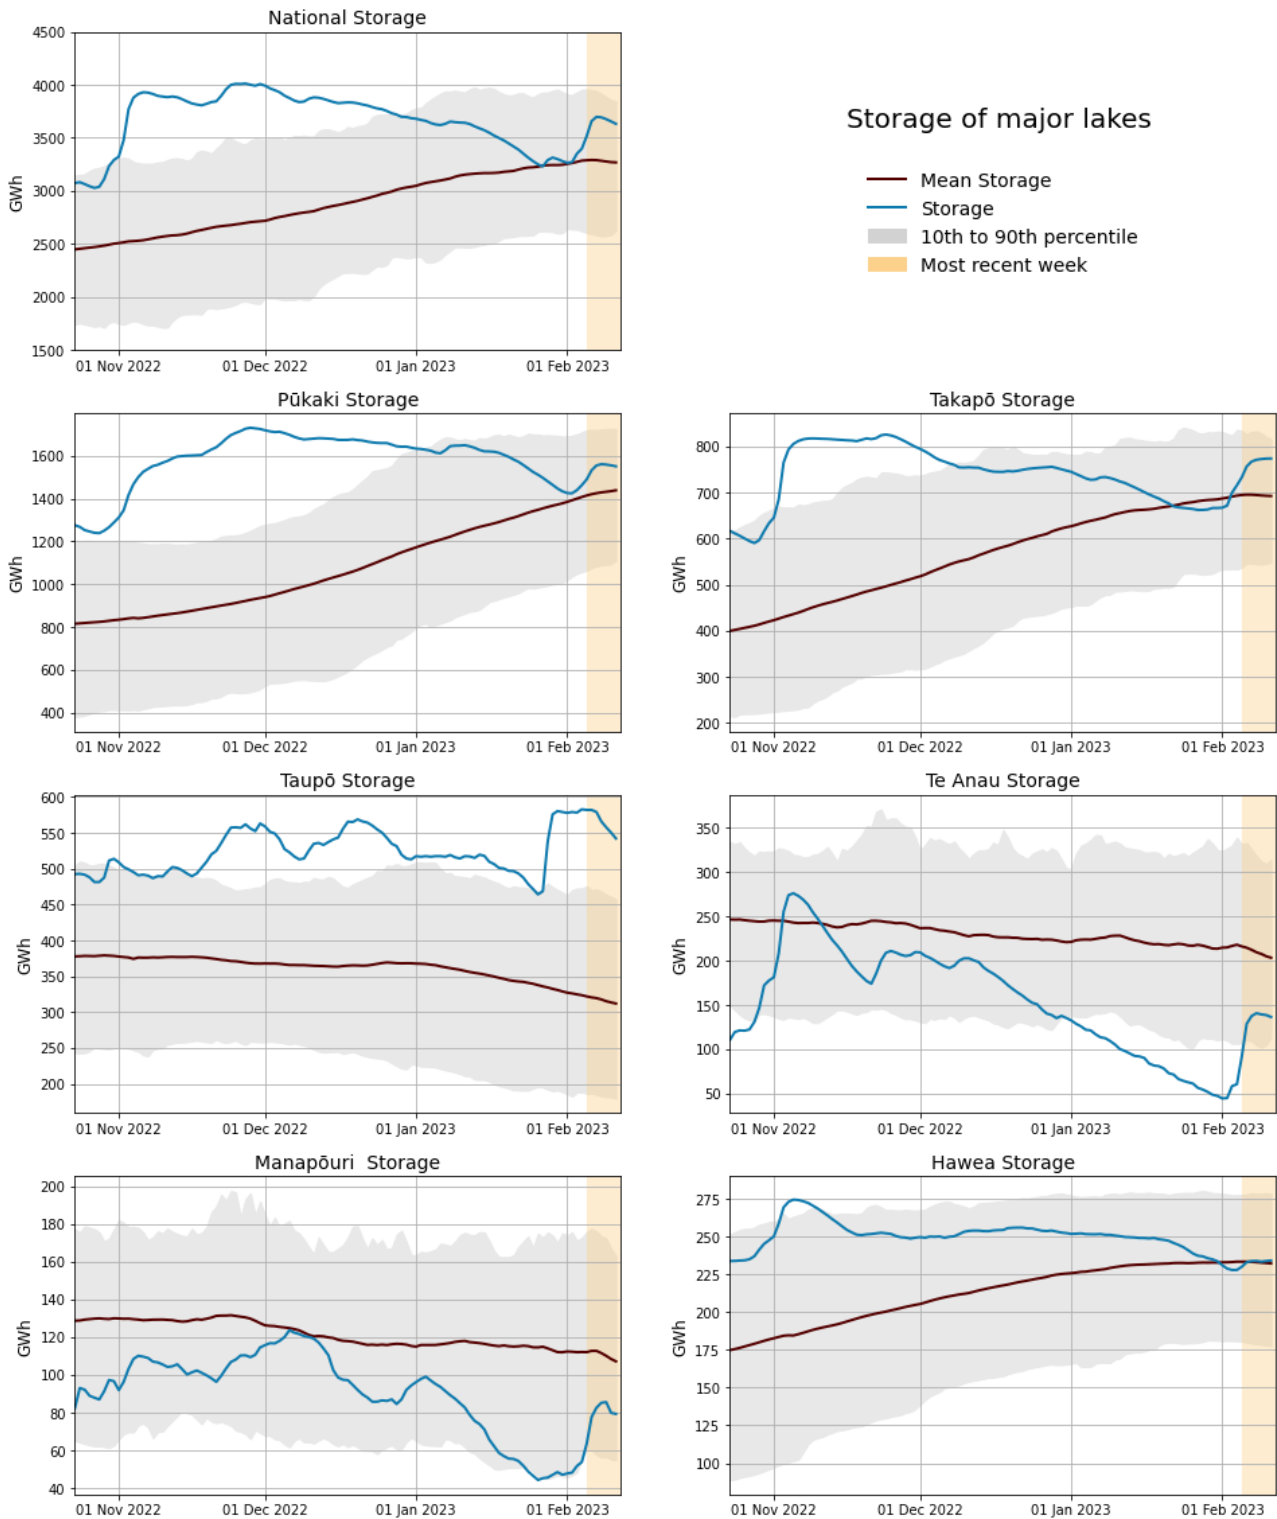 National Storage
4500
4000
3500
3000
2500
2000
1500
GWh
01 Nov 2022 01 Dec 2022 01 Jan 2023 01 Feb 2023
Storage of major lakes
Mean Storage
Storage
10th to 90th percentile
Most recent week
Pūkaki Storage
1600
1400
1200
1000
800
600
400
GWh
01 Nov 2022 01 Dec 2022 01 Jan 2023 01 Feb 2023
Takapō Storage
800
700
600
500
400
300
200
GWh
01 Nov 2022 01 Dec 2022 01 Jan 2023 01 Feb 2023
Taupō Storage
600
550
500
450
400
350
300
250
200
GWh
01 Nov 2022 01 Dec 2022 01 Jan 2023 01 Feb 2023
Te Anau Storage
350
300
250
200
150
100
50
GWh
01 Nov 2022 01 Dec 2022 01 Jan 2023 01 Feb 2023
Manapōuri Storage
200
180
160
140
120
100
80
60
40
GWh
01 Nov 2022 01 Dec 2022 01 Jan 2023 01 Feb 2023
Hawea Storage
275
250
225
200
175
150
125
100
GWh
01 Nov 2022 01 Dec 2022 01 Jan 2023 01 Feb 2023